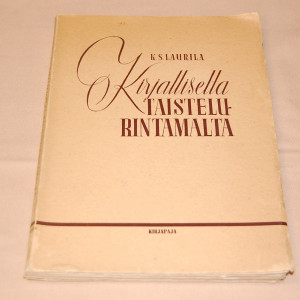 K.S. LAURILA
Kirjallisella
TAISTELU-
RINTAMALTA
KIRJAPAJA